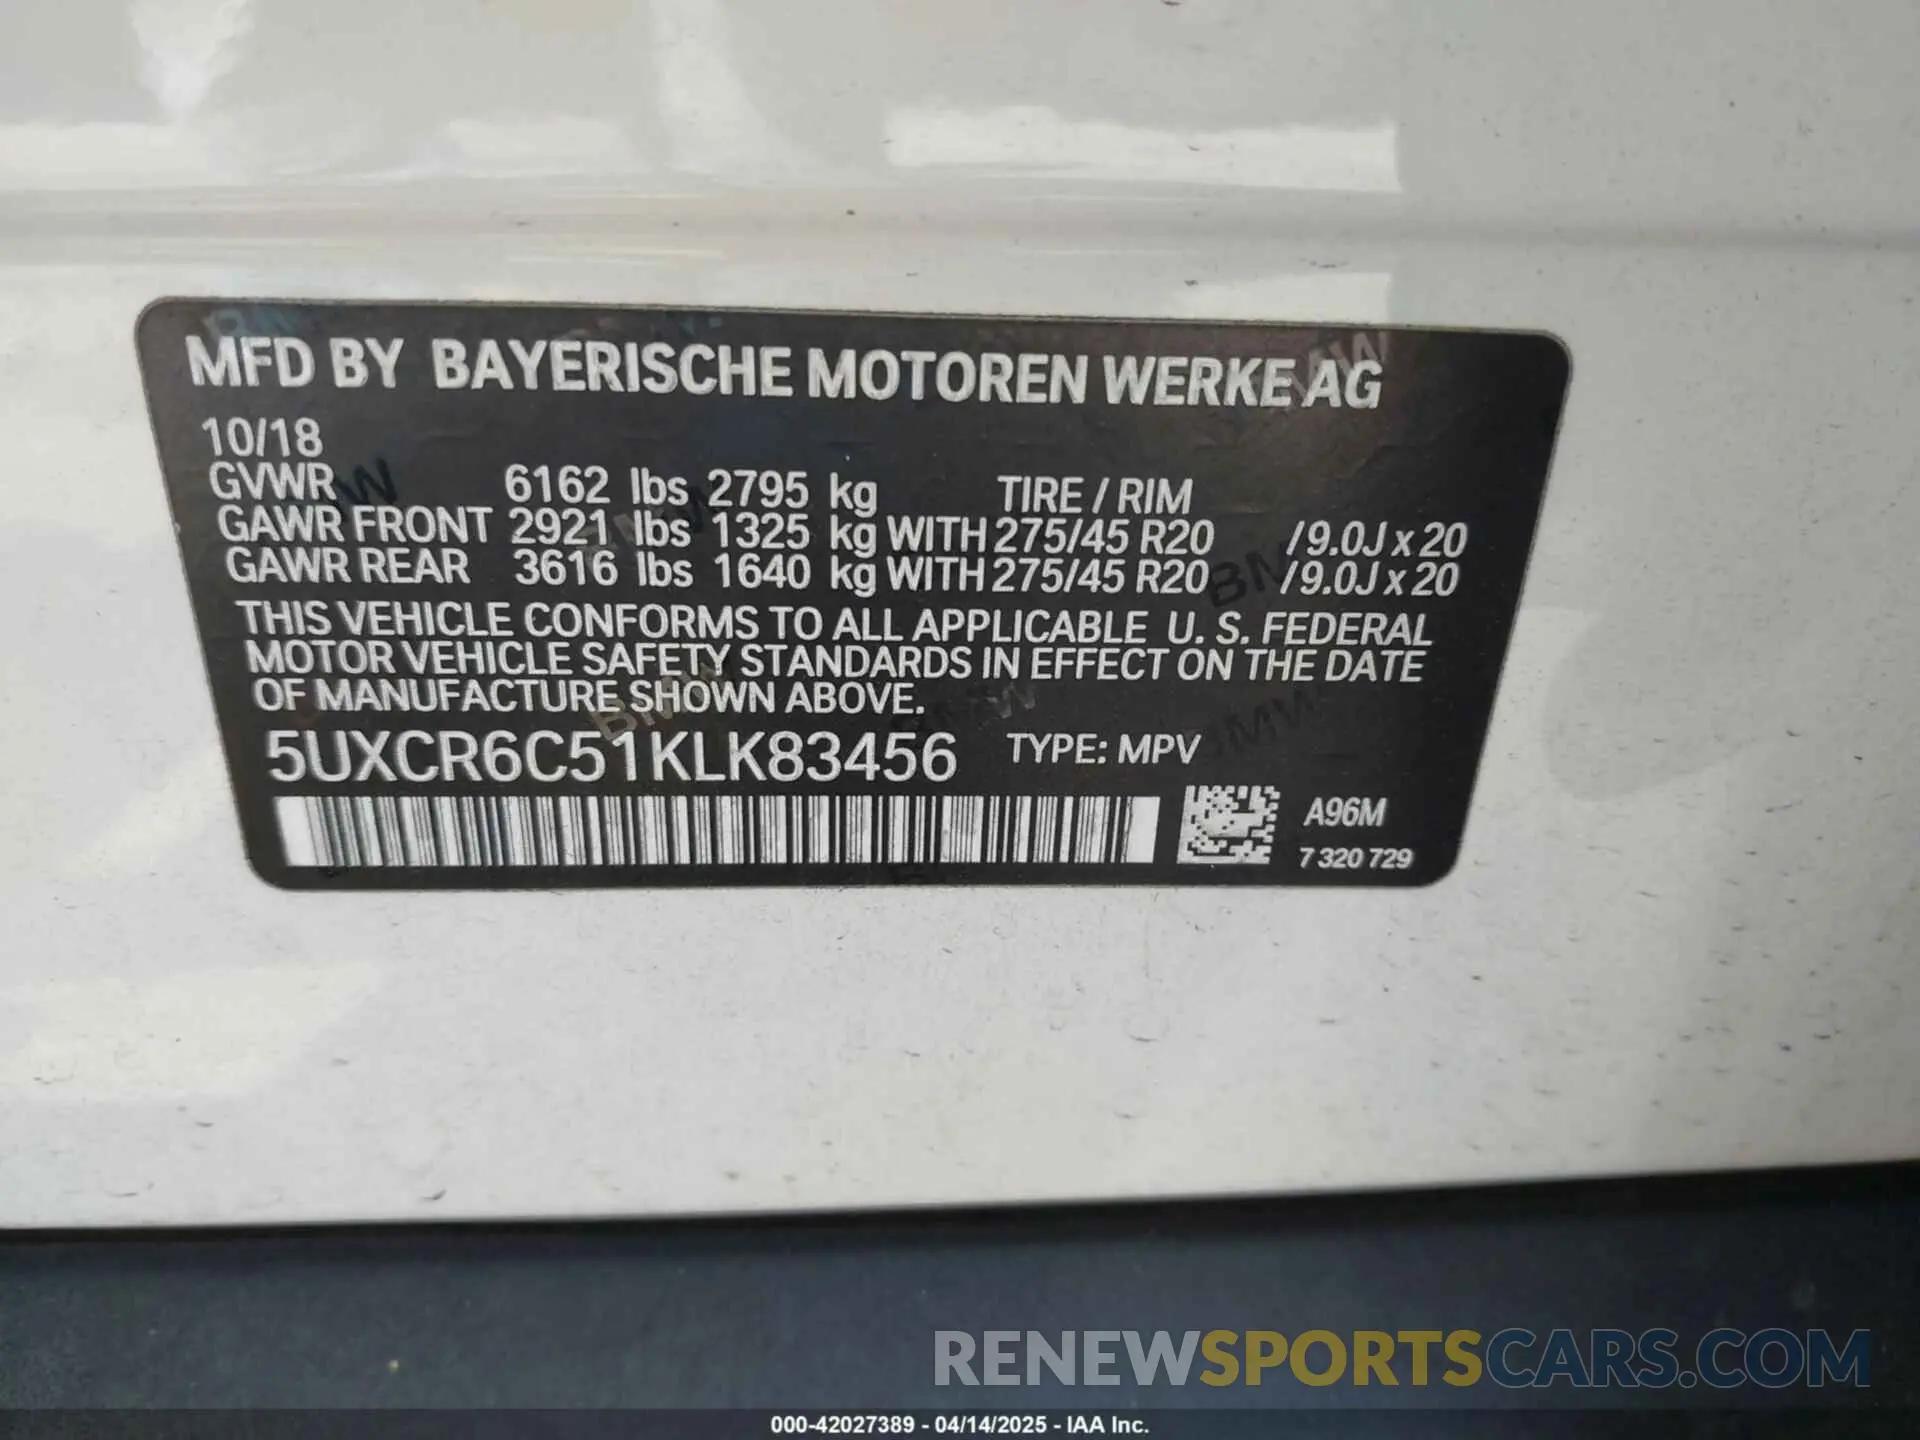 MFD BY BAYERISCHE MOTOREN WERKE AG
10/18
GVWR 6162 lbs 2795 kg TIRE / RIM
GAWR FRONT 2921 lbs 1325 kg WITH 275/45 R20 /9.0J x 20
GAWR REAR 3616 lbs 1640 kg WITH 275/45 R20 /9.0J x 20
THIS VEHICLE CONFORMS TO ALL APPLICABLE U. S. FEDERAL
MOTOR VEHICLE SAFETY STANDARDS IN EFFECT ON THE DATE
OF MANUFACTURE SHOWN ABOVE.
5UXCR6C51KLK83456 TYPE: MPV
A96M
7 320 729
RENEWSPORTSCARS.COM
000-42027389 - 04/14/2025 - IAA Inc.